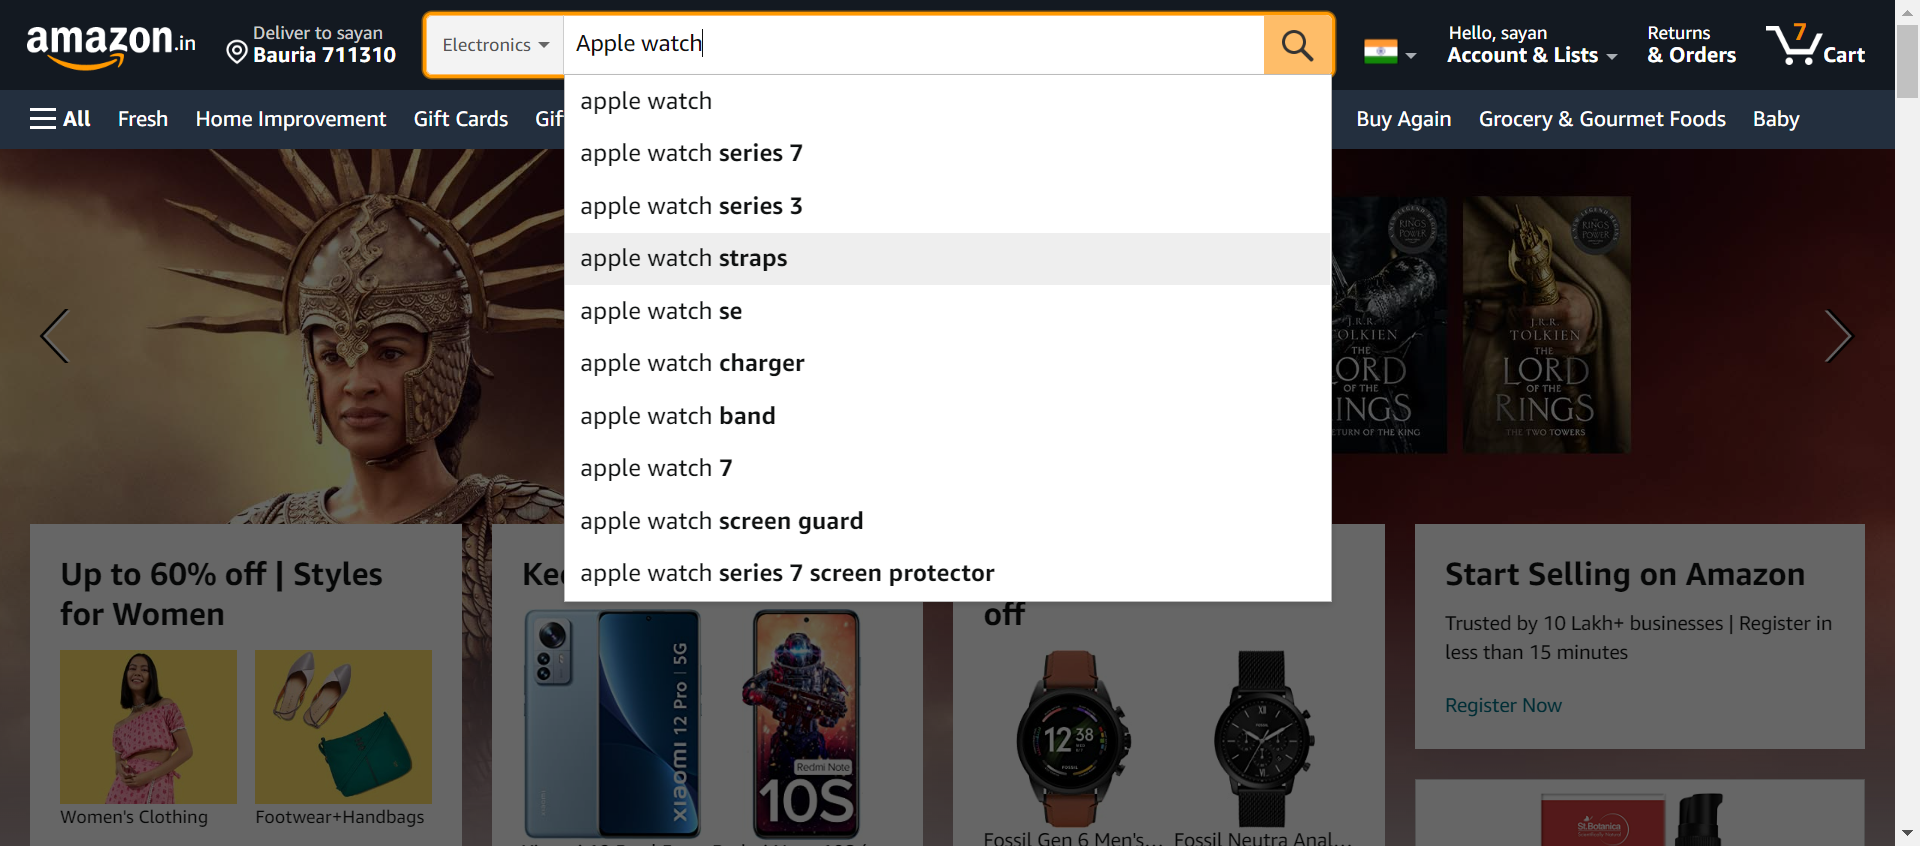 amazon.in
Deliver to sayan
Bauria 711310
Electronics
Apple watch
Hello, sayan
Account & Lists
Returns
& Orders
7
Cart
All
Fresh
Home Improvement
Gift Cards
Gif
Buy Again
Grocery & Gourmet Foods
Baby
apple watch
apple watch series 7
apple watch series 3
apple watch straps
apple watch se
apple watch charger
apple watch band
apple watch 7
apple watch screen guard
apple watch series 7 screen protector
J.R.R.
TOLKIEN
THE
LORD
OF THE
RINGS
THE TWO TOWERS
Up to 60% off | Styles
for Women
Women's Clothing
Footwear+Handbags
Xiaomi 12 Pro | 5G
Redmi Note
10S
off
12 38
FOSSIL
Fossil Gen 6 Men's...
Fossil Neutra Anal...
Start Selling on Amazon
Trusted by 10 Lakh+ businesses | Register in
less than 15 minutes
Register Now
St.Botanica